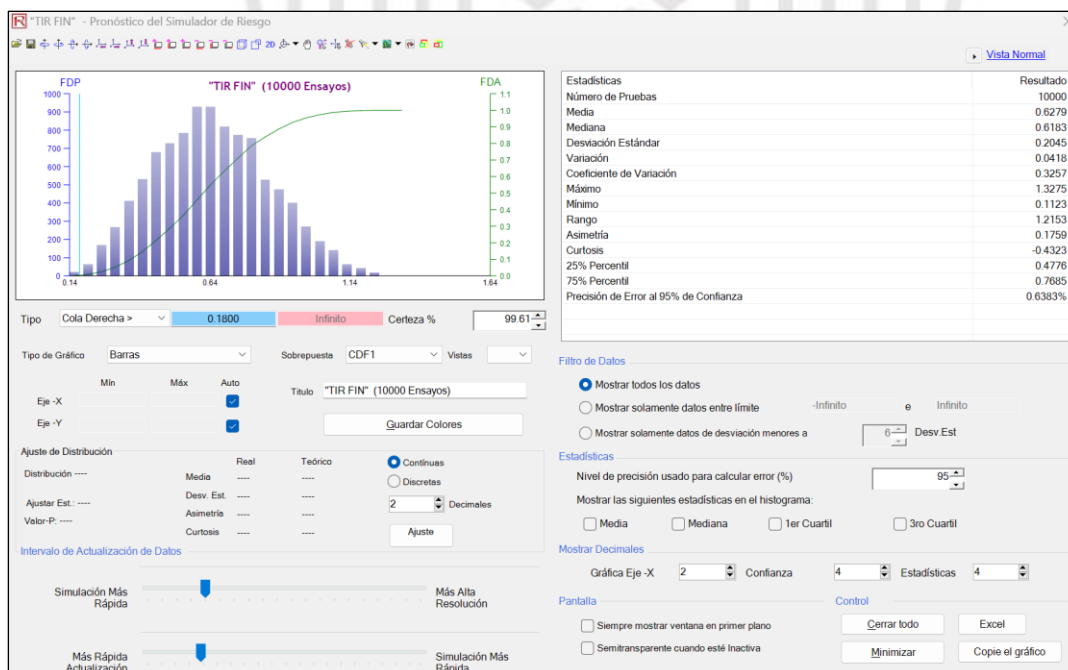 "TIR FIN" - Pronóstico del Simulador de Riesgo
2D
Vista Normal
FDP
"TIR FIN" (10000 Ensayos)
FDA
1000
900
800
700
600
500
400
300
200
100
0
1.1
1.0
0.9
0.8
0.7
0.6
0.5
0.4
0.3
0.2
0.1
0.0
0.14 0.64 1.14 1.64
Tipo Cola Derecha > 0.1800 Infinito Certeza % 99.61
Tipo de Gráfico Barras Sobrepuesta CDF1 Vistas
Mín Máx Auto
Eje -X
Eje -Y
Titulo "TIR FIN" (10000 Ensayos)
Guardar Colores
Ajuste de Distribución
Distribución ----
Ajustar Est.: ----
Valor-P: ----
Real Teórico
Media ---- ----
Desv. Est. ---- ----
Asimetría ---- ----
Curtosis ---- ----
Contínuas
Discretas
2 Decimales
Ajuste
Intervalo de Actualización de Datos
Simulación Más
Rápida
Más Alta
Resolución
Más Rápida
Actualización
Simulación Más
Rápida
Estadísticas Resultado
Número de Pruebas 10000
Media 0.6279
Mediana 0.6183
Desviación Estándar 0.2045
Variación 0.0418
Coeficiente de Variación 0.3257
Máximo 1.3275
Mínimo 0.1123
Rango 1.2153
Asimetría 0.1759
Curtosis -0.4323
25% Percentil 0.4776
75% Percentil 0.7685
Precisión de Error al 95% de Confianza 0.6383%
Filtro de Datos
Mostrar todos los datos
Mostrar solamente datos entre límite -Infinito e Infinito
Mostrar solamente datos de desviación menores a 6 Desv.Est
Estadísticas
Nivel de precisión usado para calcular error (%) 95
Mostrar las siguientes estadísticas en el histograma:
Media Mediana 1er Cuartil 3ro Cuartil
Mostrar Decimales
Gráfica Eje -X 2 Confianza 4 Estadísticas 4
Pantalla
Siempre mostrar ventana en primer plano
Semitransparente cuando esté Inactiva
Control
Cerrar todo Excel
Minimizar Copie el gráfico